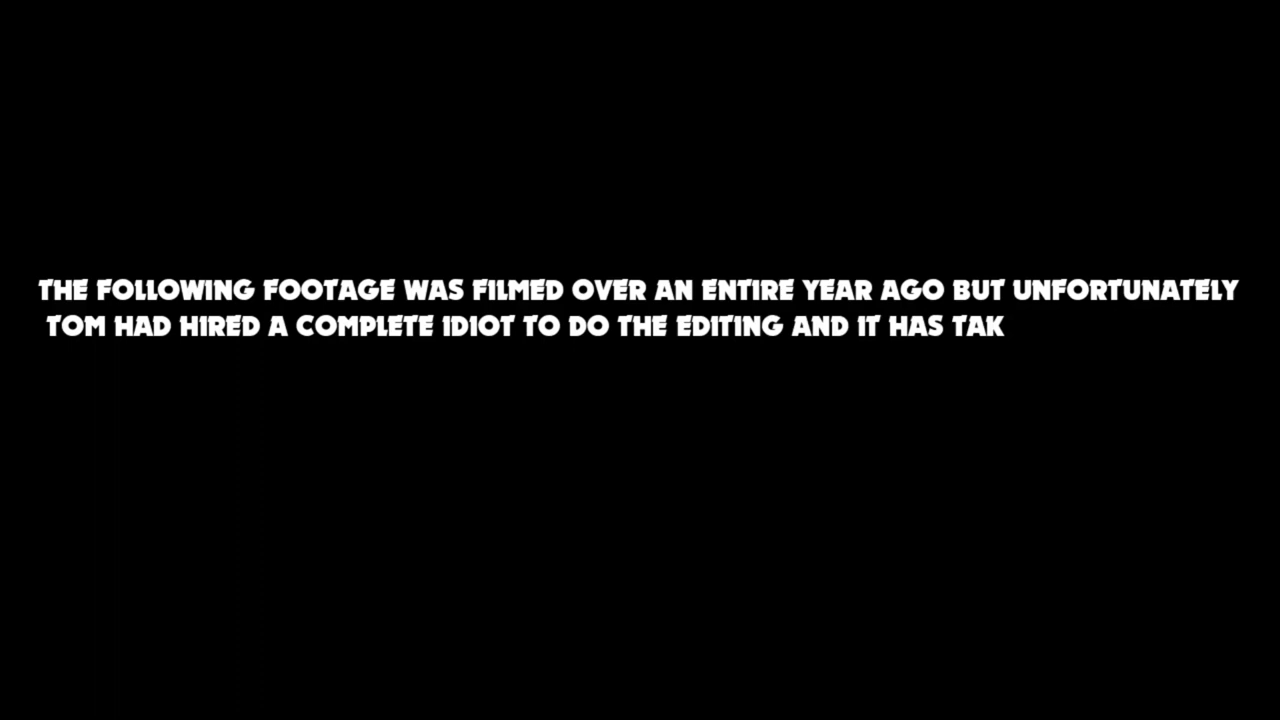 THE FOLLOWING FOOTAGE WAS FILMED OVER AN ENTIRE YEAR AGO BUT UNFORTUNATELY
TOM HAD HIRED A COMPLETE IDIOT TO DO THE EDITING AND IT HAS TAK